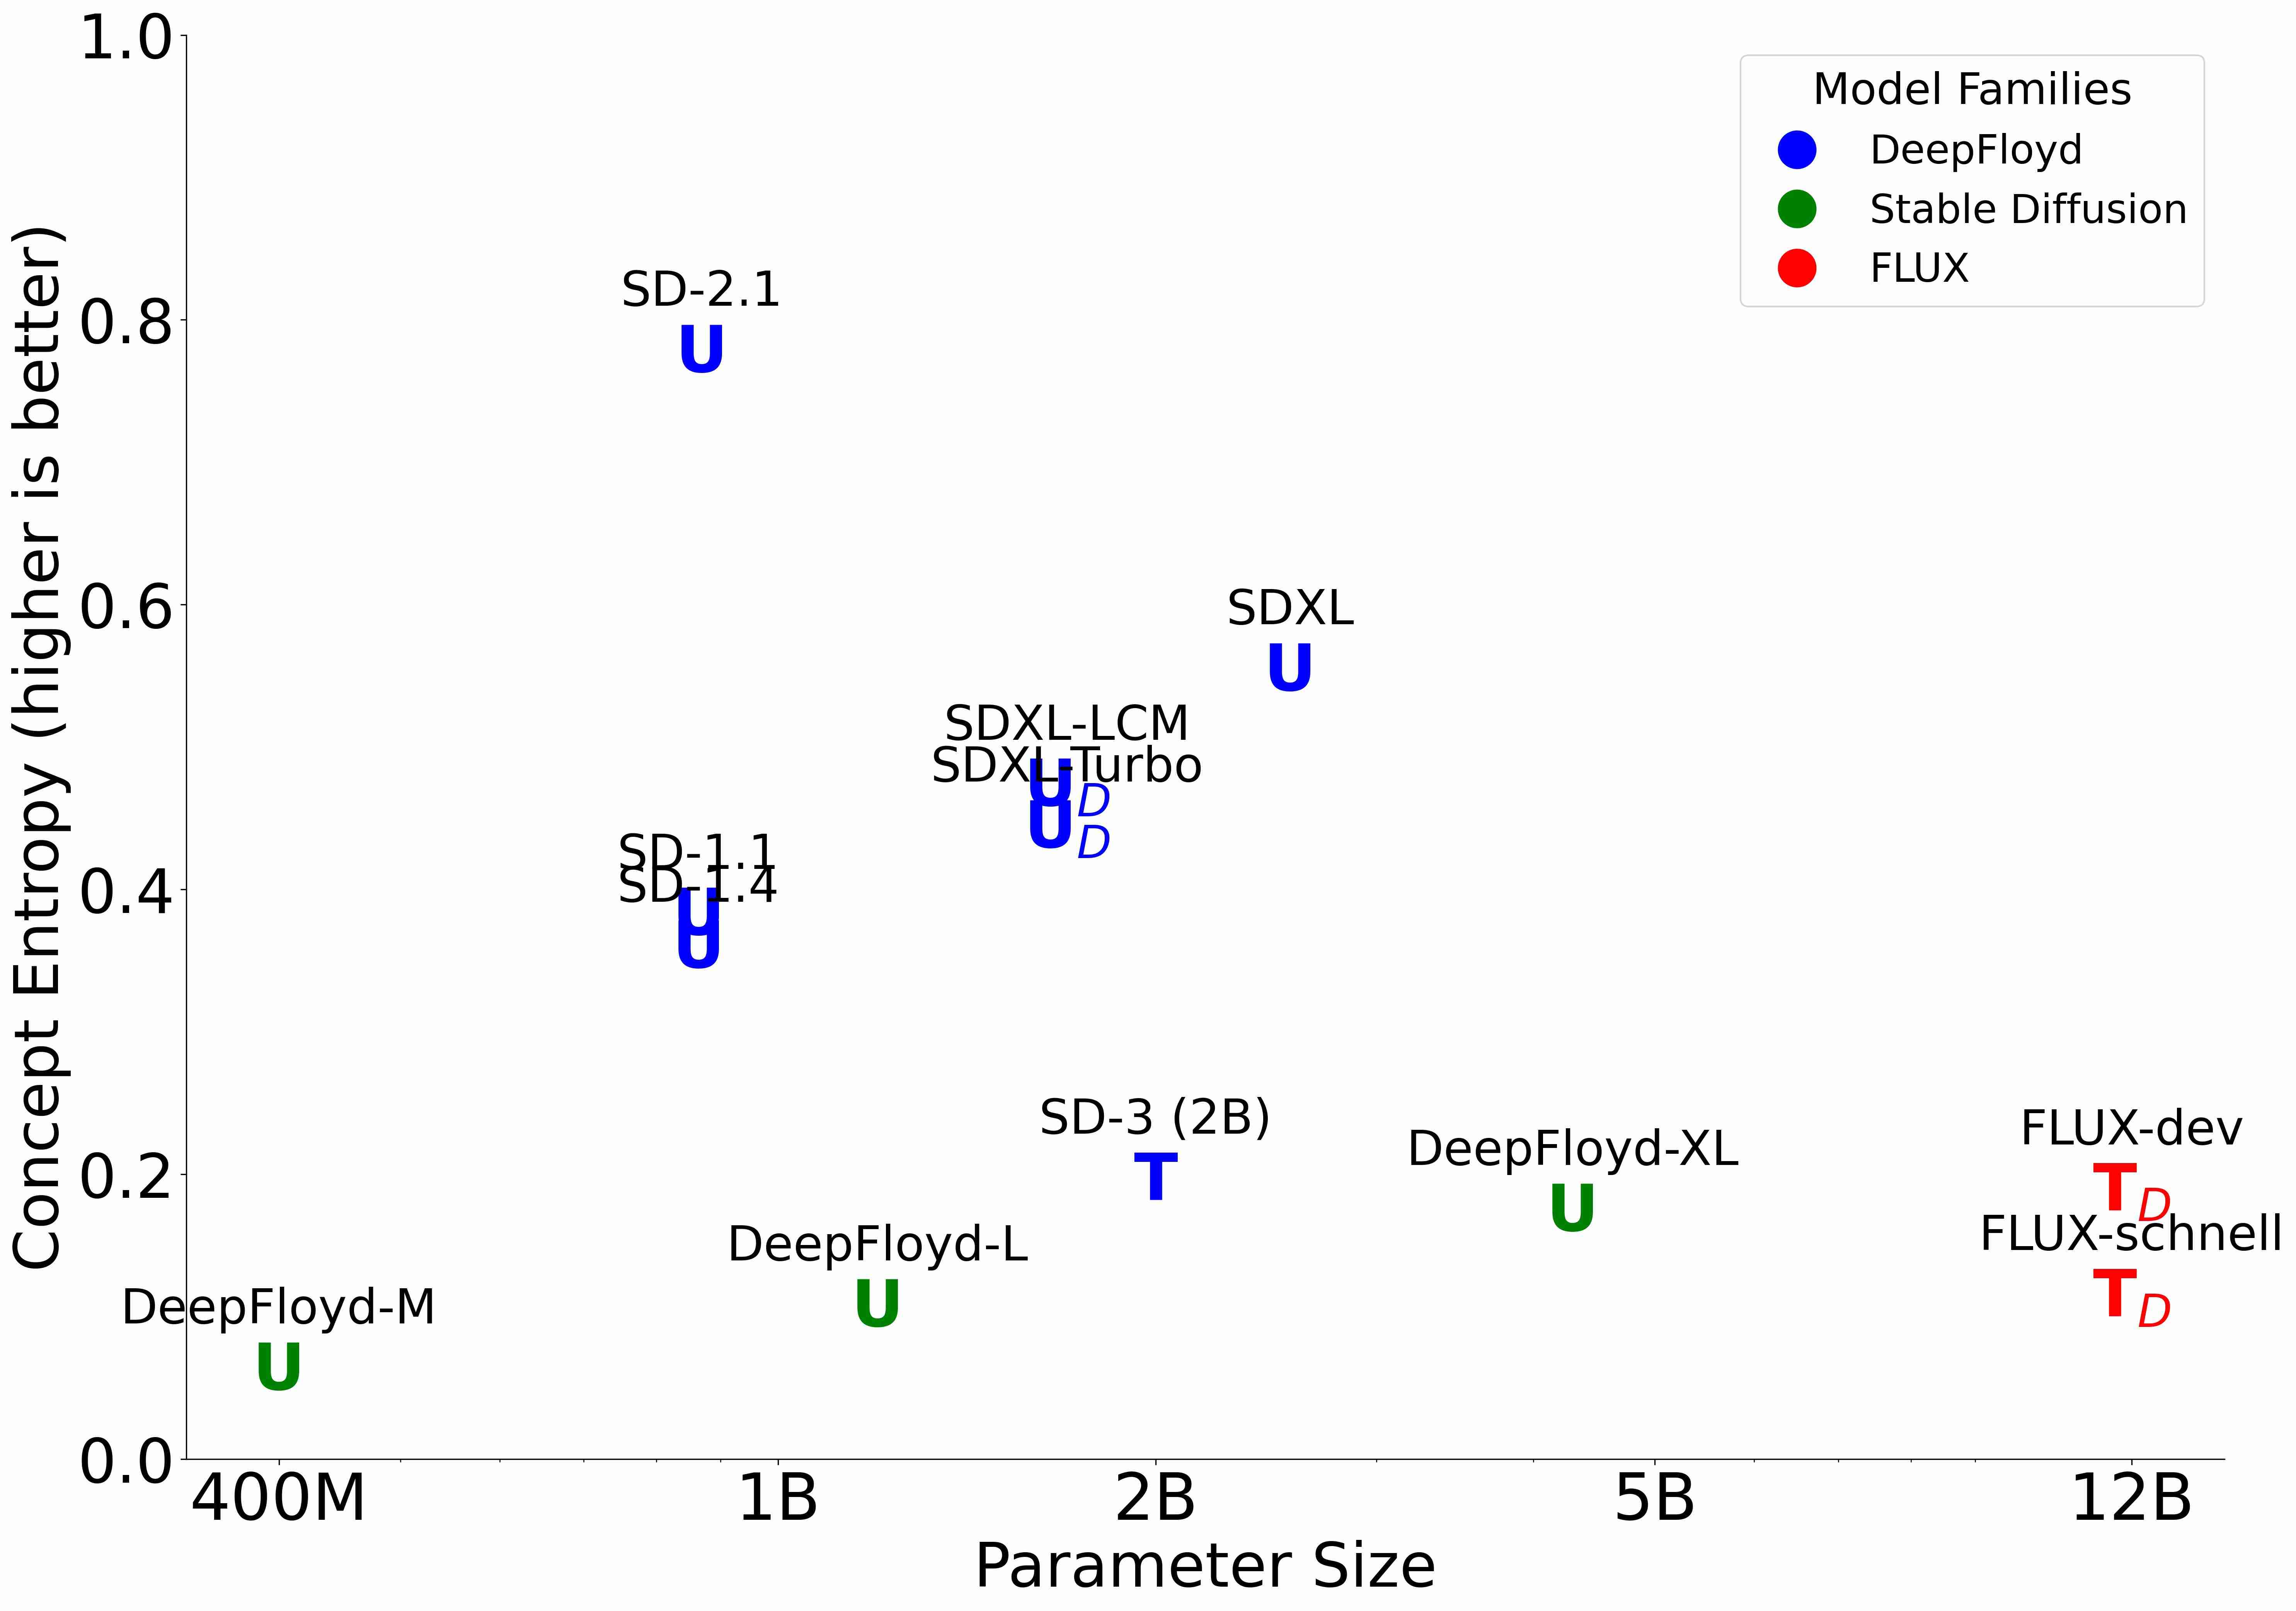 Concept Entropy (higher is better)
1.0
0.8
0.6
0.4
0.2
0.0
Model Families
DeepFloyd
Stable Diffusion
FLUX
SD-2.1
U
SDXL
U
SDXL-LCM
U D
SDXL-Turbo
U D
SD-1.1
U
SD-1.4
U
SD-3 (2B)
T
DeepFloyd-XL
U
FLUX-dev
T D
FLUX-schnell
T D
DeepFloyd-L
U
DeepFloyd-M
U
400M
1B
2B
5B
12B
Parameter Size